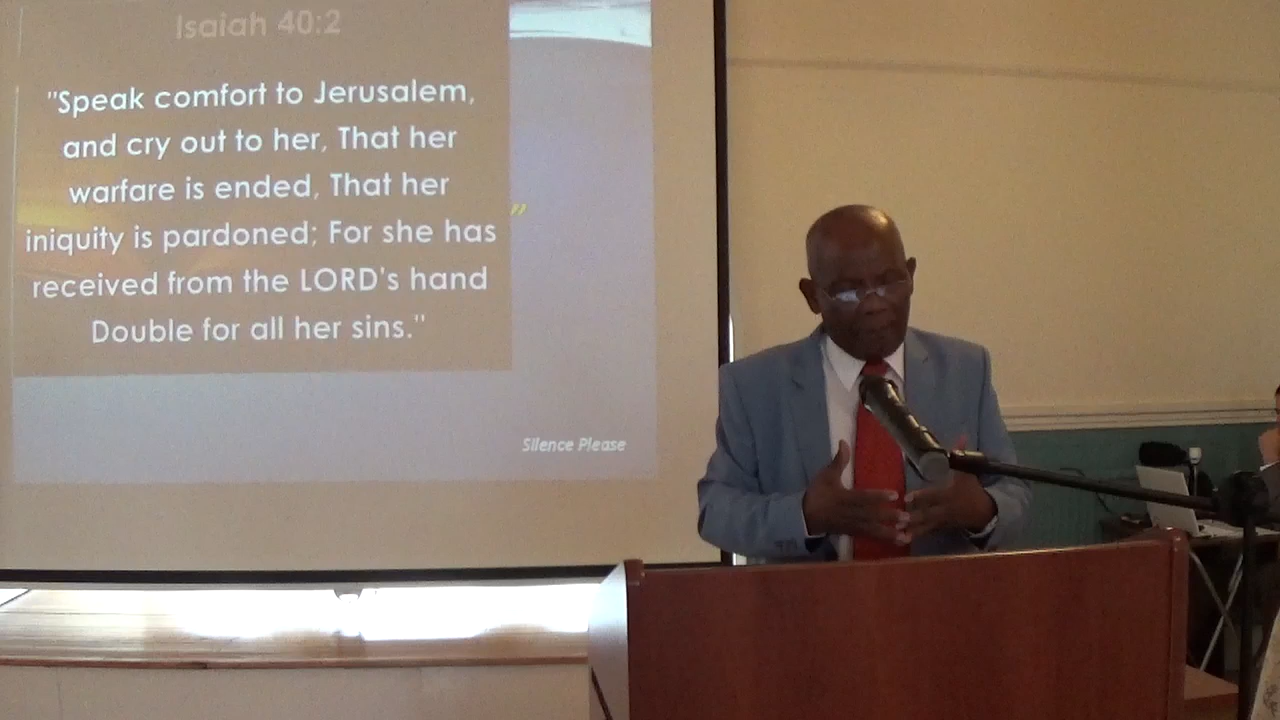 Isaiah 40:2
"Speak comfort to Jerusalem,
and cry out to her, That her
warfare is ended, That her
iniquity is pardoned; For she has
received from the LORD's hand
Double for all her sins."
”
Silence Please